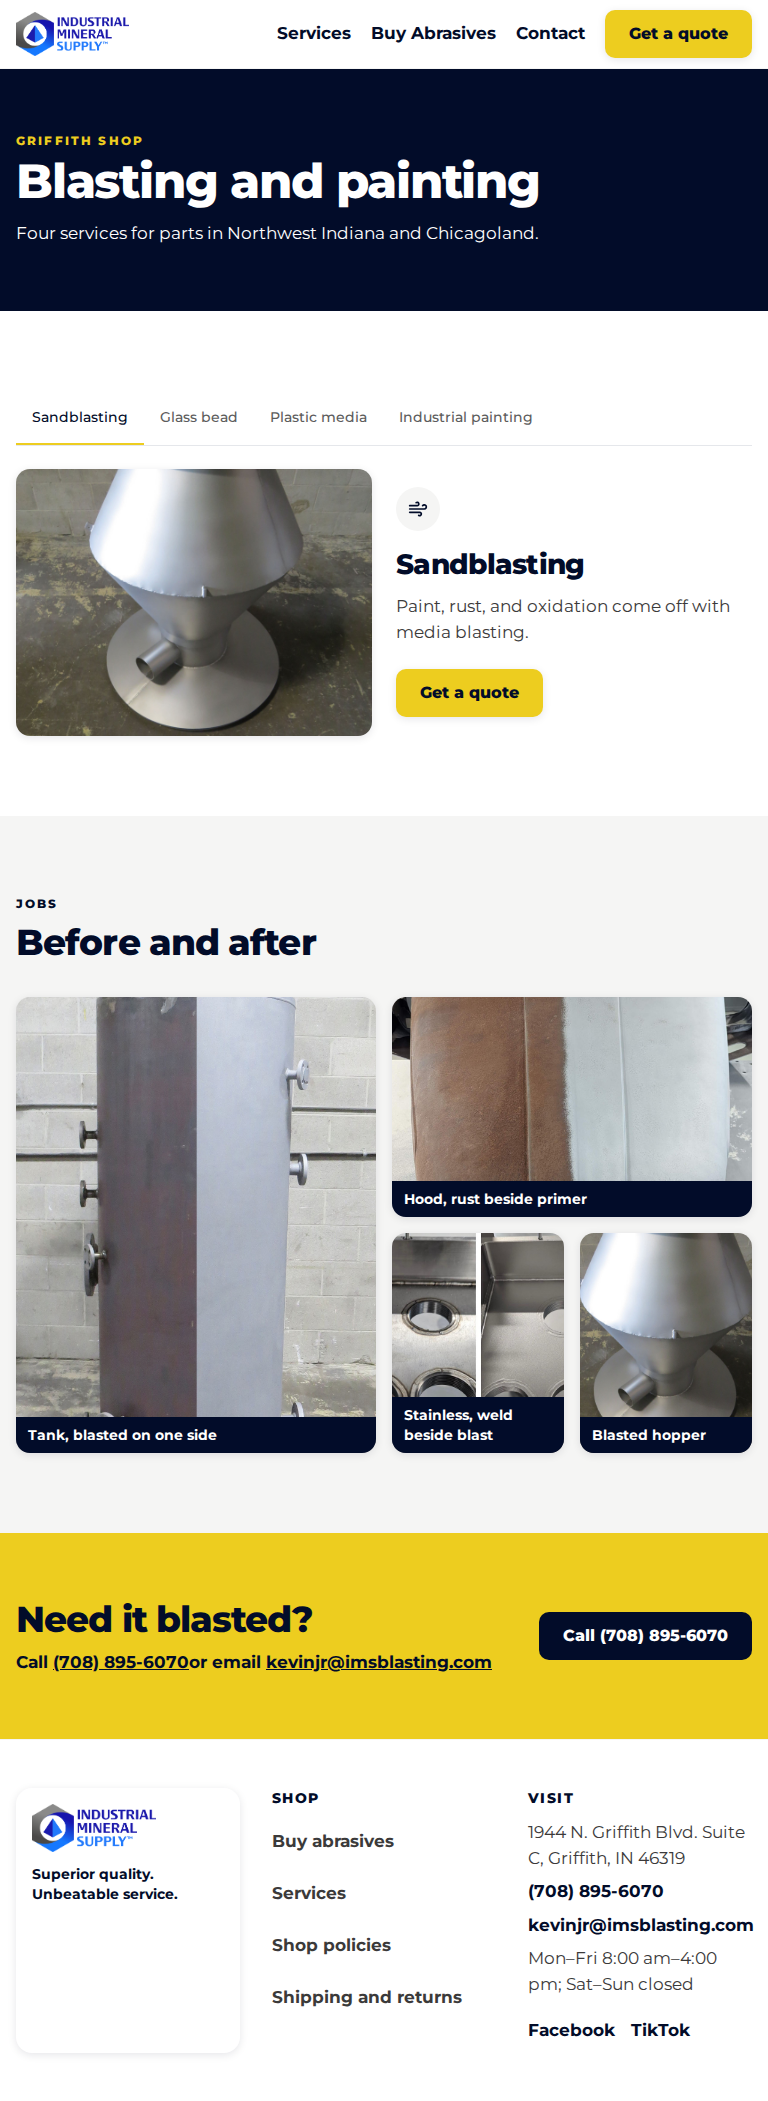 INDUSTRIAL
MINERAL
SUPPLY™
Services Buy Abrasives Contact Get a quote
GRIFFITH SHOP
Blasting and painting
Four services for parts in Northwest Indiana and Chicagoland.
Sandblasting Glass bead Plastic media Industrial painting
Sandblasting
Paint, rust, and oxidation come off with
media blasting.
Get a quote
JOBS
Before and after
Tank, blasted on one side
Hood, rust beside primer
Stainless, weld
beside blast
Blasted hopper
Need it blasted?
Call (708) 895-6070or email kevinjr@imsblasting.com
Call (708) 895-6070
INDUSTRIAL
MINERAL
SUPPLY™
Superior quality.
Unbeatable service.
SHOP
Buy abrasives
Services
Shop policies
Shipping and returns
VISIT
1944 N. Griffith Blvd. Suite
C, Griffith, IN 46319
(708) 895-6070
kevinjr@imsblasting.com
Mon–Fri 8:00 am–4:00
pm; Sat–Sun closed
Facebook TikTok